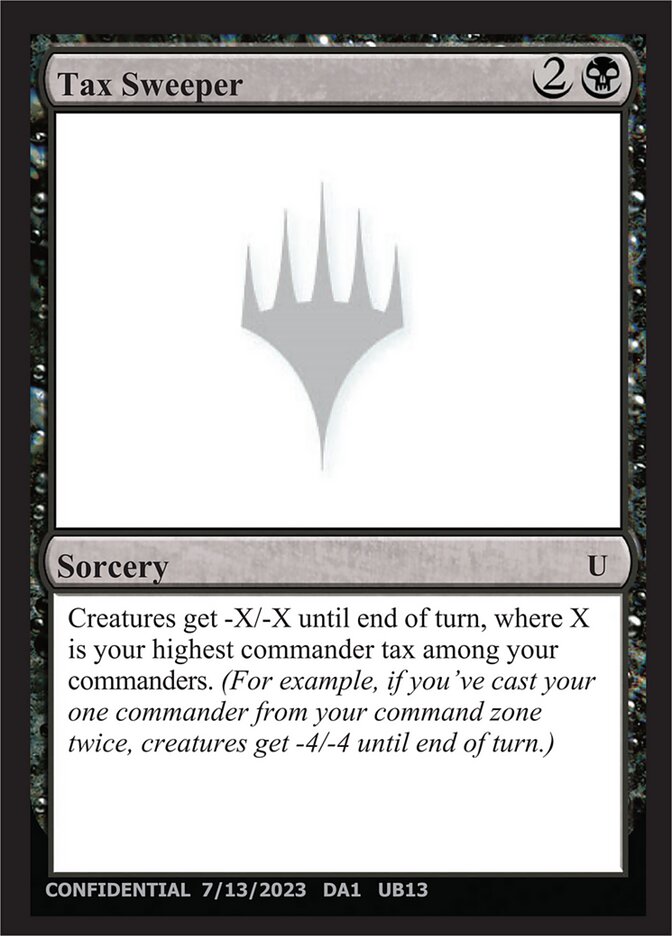 Tax Sweeper 2
Sorcery U
Creatures get -X/-X until end of turn, where X
is your highest commander tax among your
commanders. (For example, if you’ve cast your
one commander from your command zone
twice, creatures get -4/-4 until end of turn.)
CONFIDENTIAL 7/13/2023 DA1 UB13